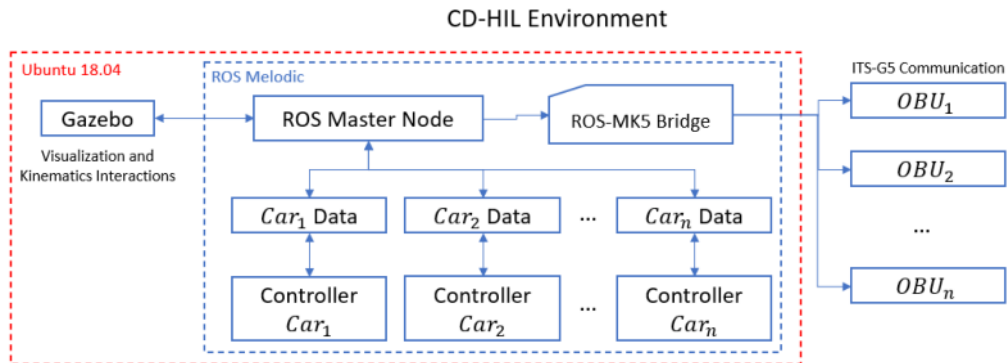 CD-HIL Environment
Ubuntu 18.04
ROS Melodic
ITS-G5 Communication
Gazebo
ROS Master Node
ROS-MK5 Bridge
OBU₁
Visualization and
Kinematics Interactions
OBU₂
Car₁ Data
Car₂ Data
...
Carₙ Data
...
Controller
Car₁
Controller
Car₂
...
Controller
Carₙ
OBUₙ